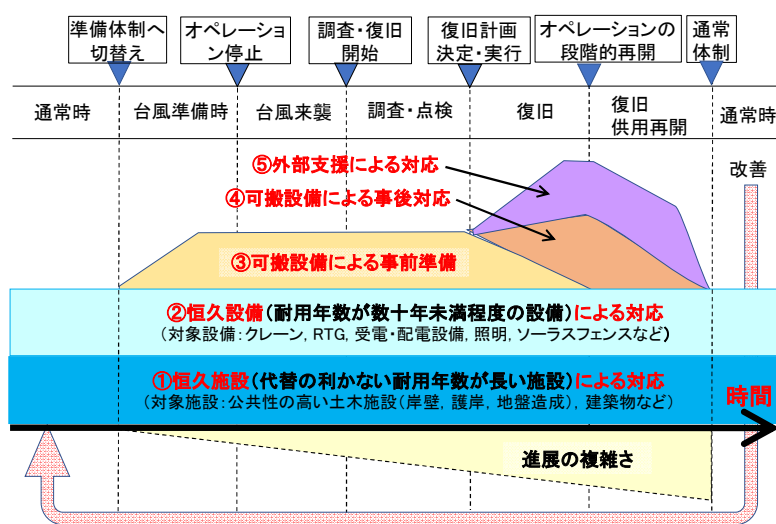 準備体制へ
切替え
オペレーショ
ン停止
調査・復旧
開始
復旧計画
決定・実行
オペレーションの
段階的再開
通常
体制
通常時
台風準備時
台風来襲
調査・点検
復旧
復旧
供用再開
通常時
⑤外部支援による対応
改善
④可搬設備による事後対応
③可搬設備による事前準備
②恒久設備(耐用年数が数十年未満程度の設備)による対応
(対象設備:クレーン, RTG, 受電・配電設備, 照明, ソーラスフェンスなど)
①恒久施設(代替の利かない耐用年数が長い施設)による対応
(対象施設:公共性の高い土木施設(岸壁, 護岸, 地盤造成), 建築物など)
時間
進展の複雑さ